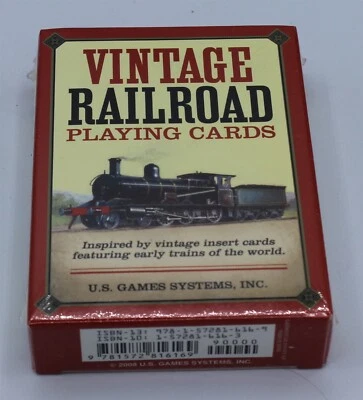 VINTAGE
RAILROAD
PLAYING CARDS
Inspired by vintage insert cards
featuring early trains of the world.
U.S. GAMES SYSTEMS, INC.
ISBN-13: 978-1-57281-616-9
ISBN-10: 1-57281-616-3
90000
9 781572 816169
© 2008 U.S. GAMES SYSTEMS, INC.